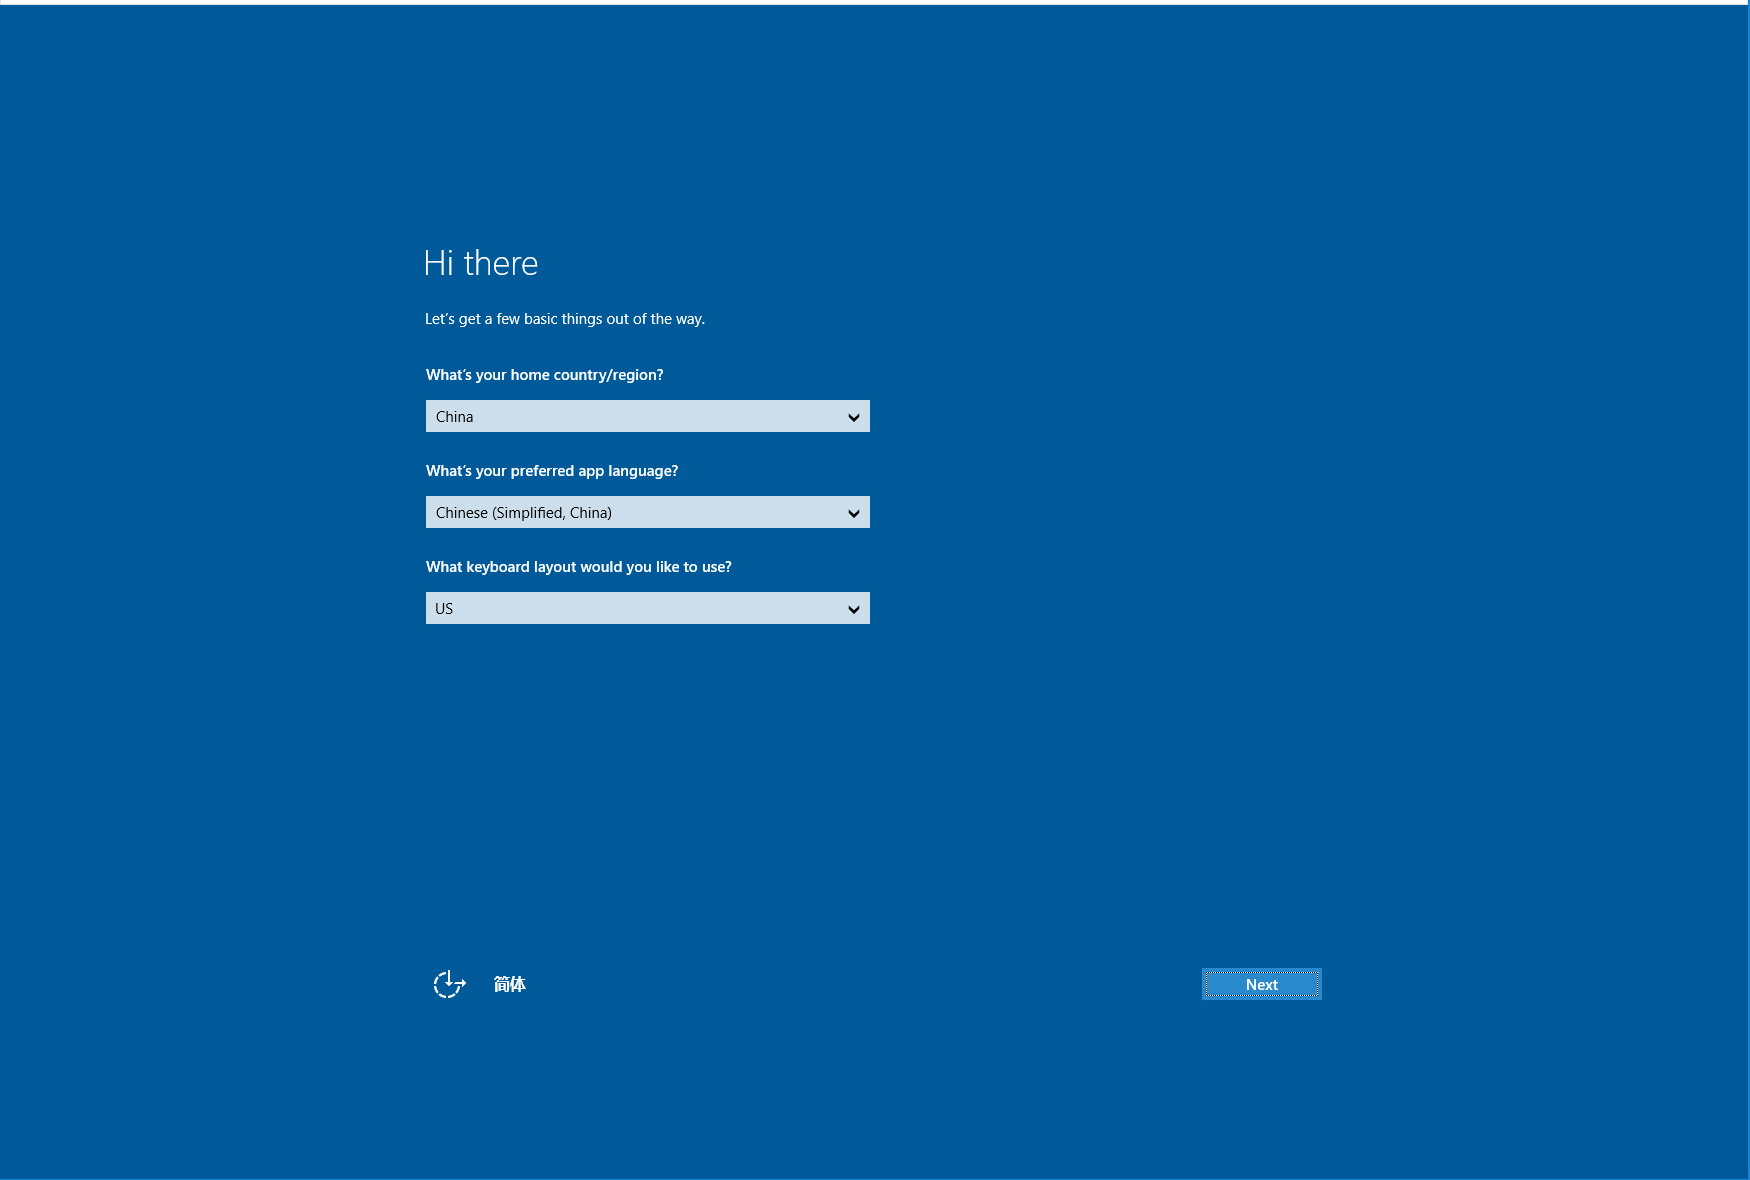 Hi there
Let's get a few basic things out of the way.
What's your home country/region?
China
What's your preferred app language?
Chinese (Simplified, China)
What keyboard layout would you like to use?
US
简体
Next